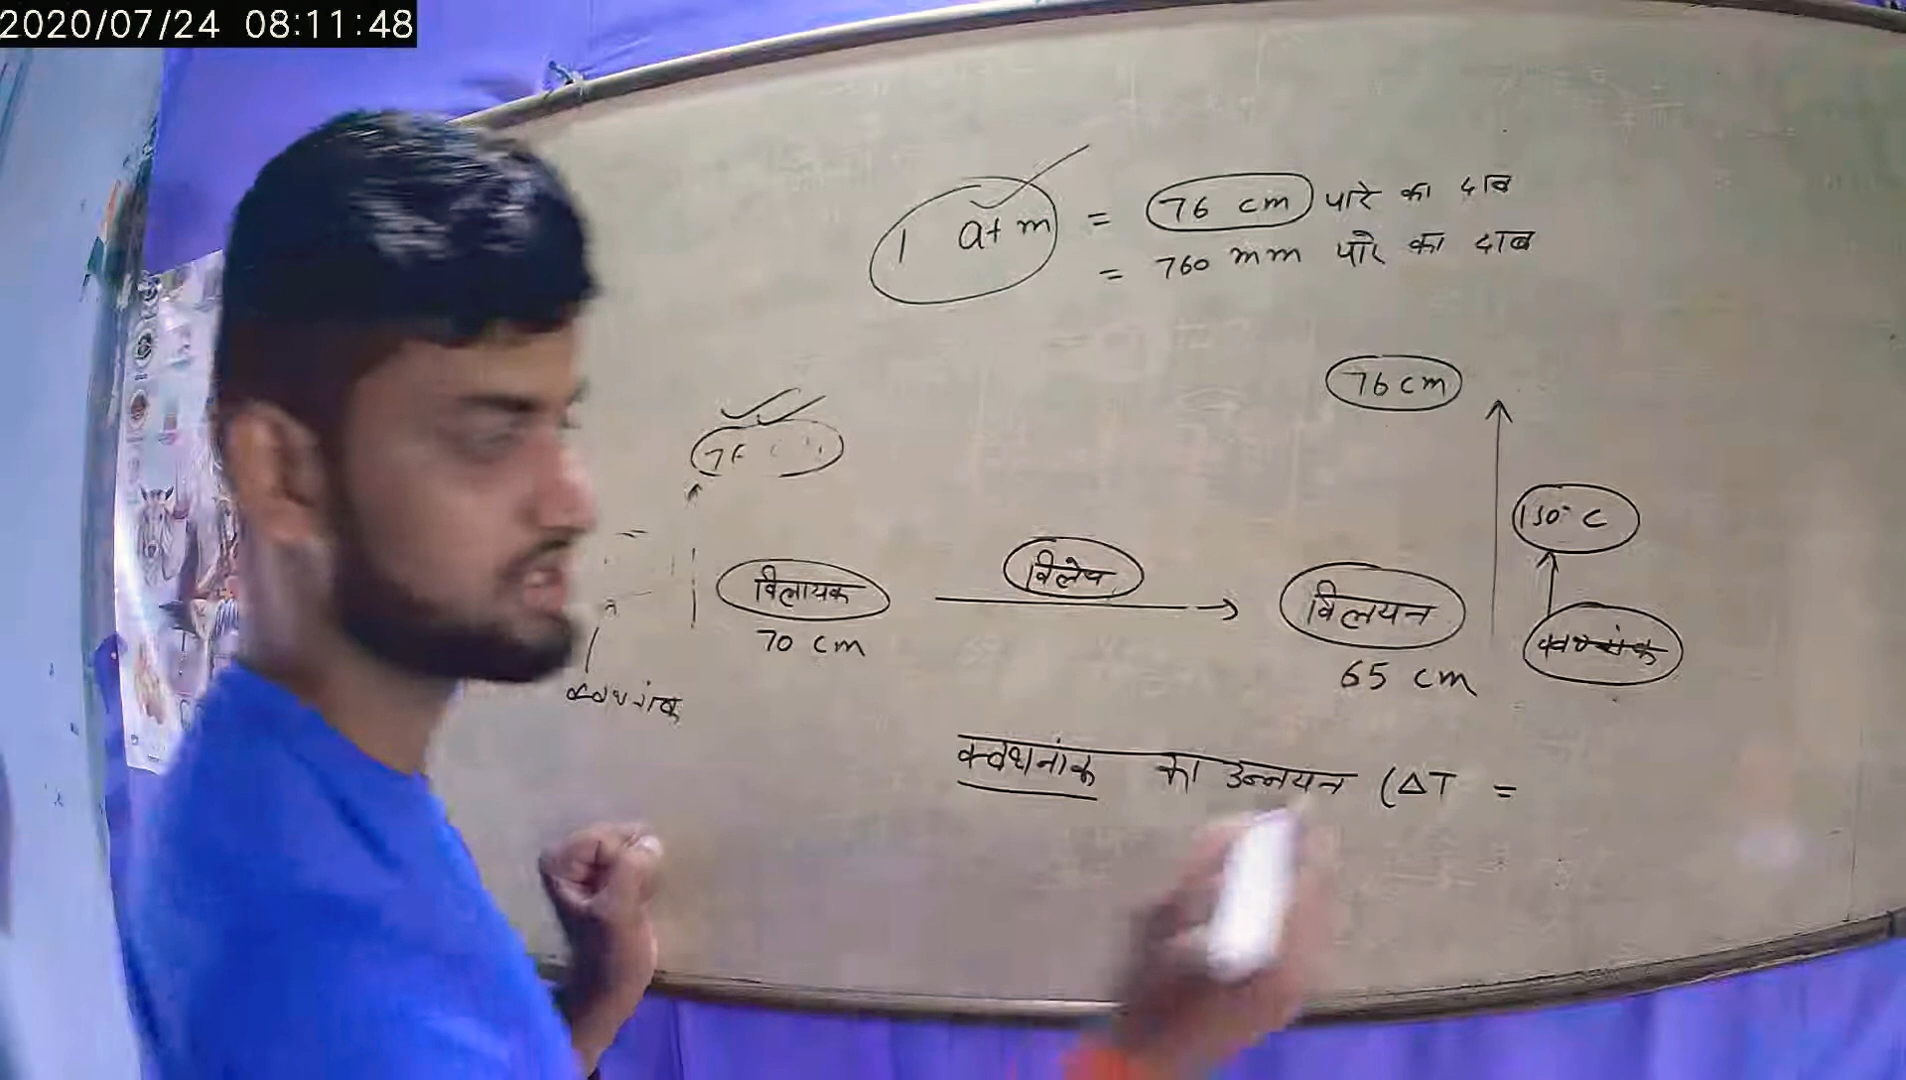 2020/07/24 08:11:48
1 atm = 76 cm पारे का दाब
= 760 mm पारे का दाब
76 cm
150° C
विलायक
विलेय
विलयन
क्वथनांक
70 cm
65 cm
क्वथनांक
क्वथनांक का उन्नयन (ΔT =